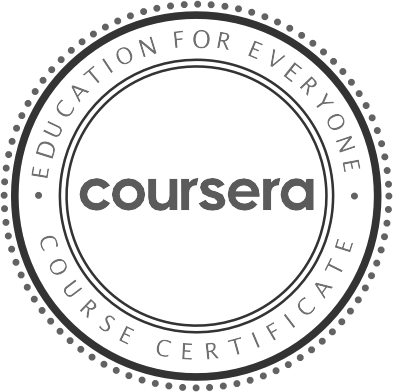 EDUCATION FOR EVERYONE
coursera
COURSE CERTIFICATE